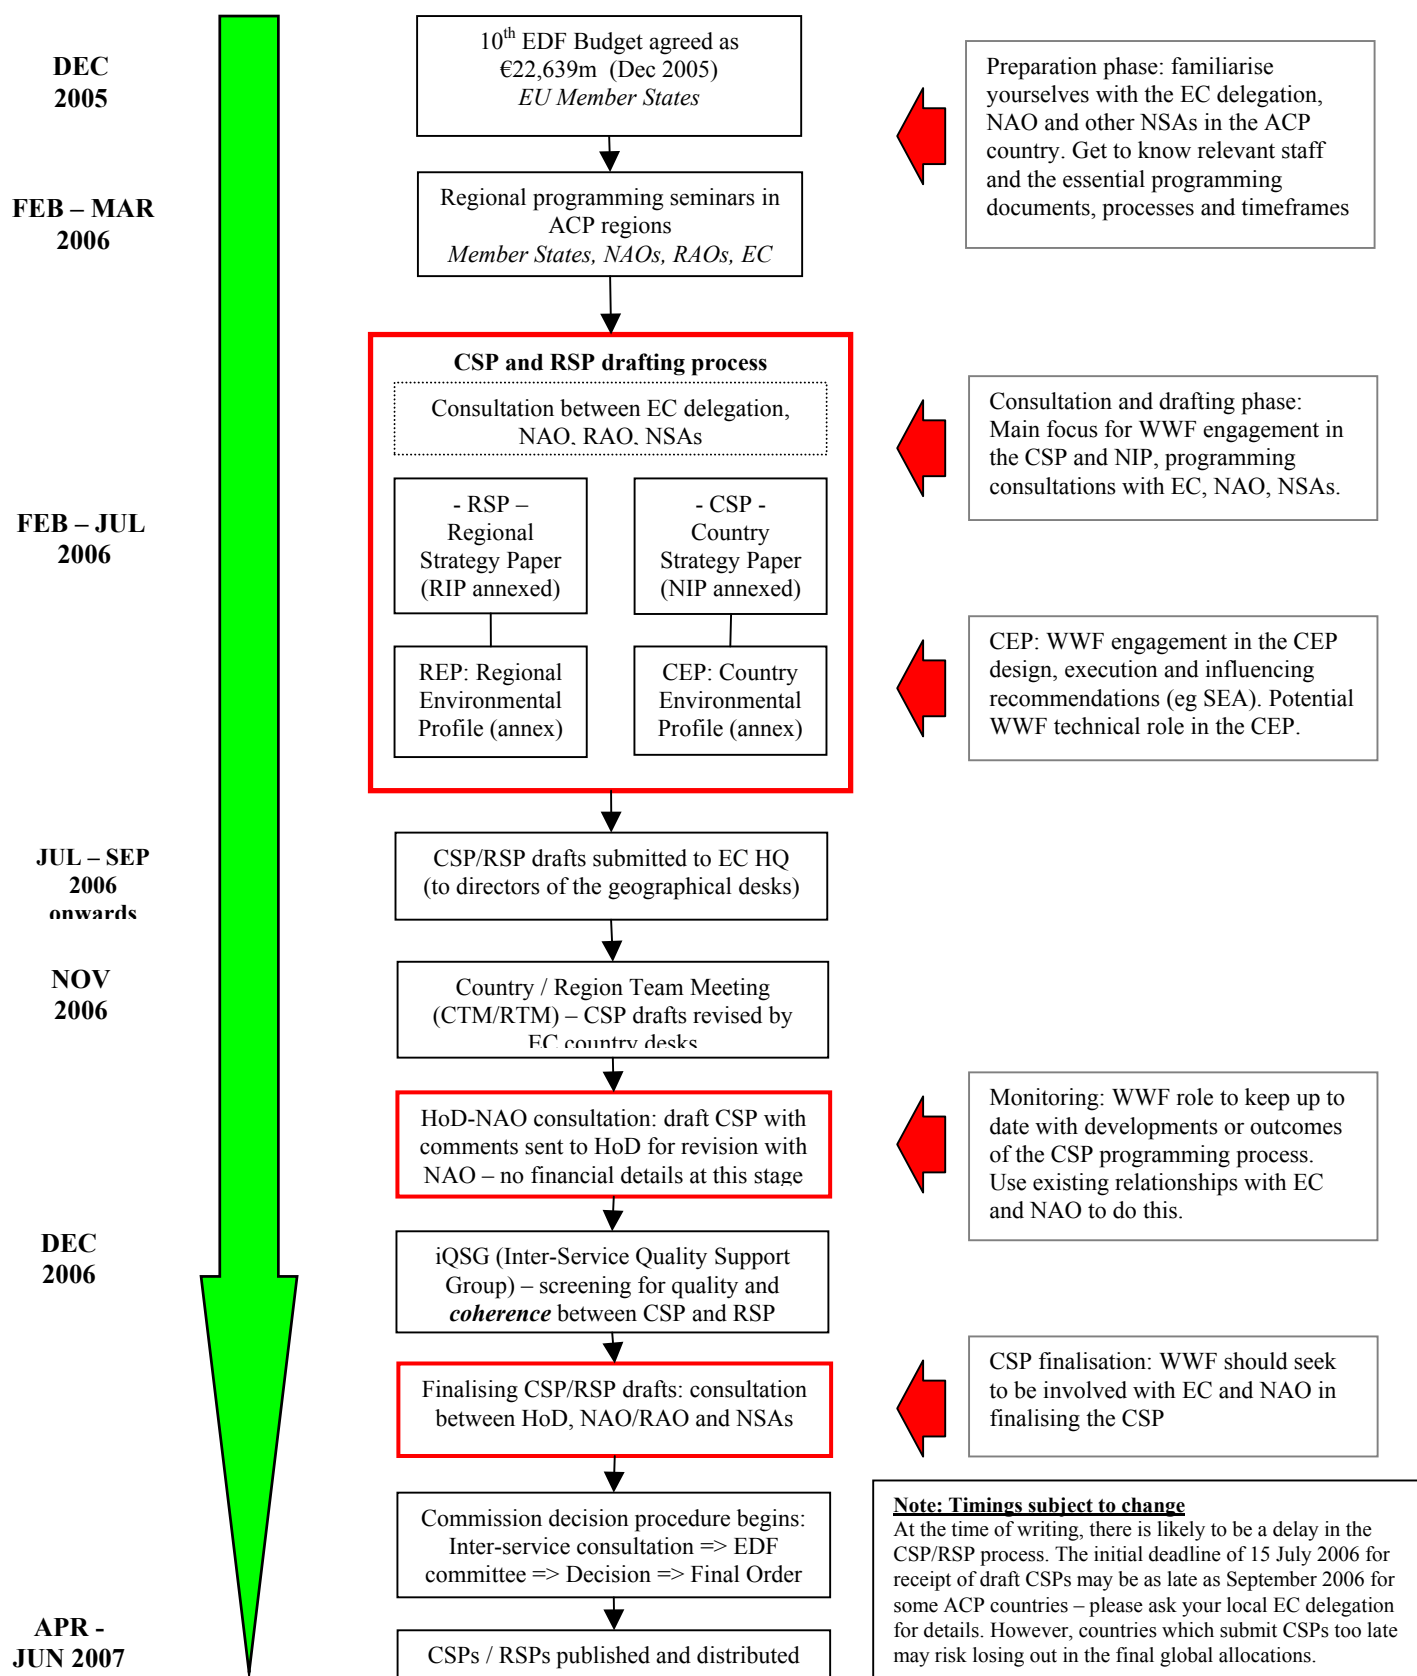 DEC
2005
10th EDF Budget agreed as
€22,639m (Dec 2005)
EU Member States
Preparation phase: familiarise
yourselves with the EC delegation,
NAO and other NSAs in the ACP
country. Get to know relevant staff
and the essential programming
documents, processes and timeframes
FEB – MAR
2006
Regional programming seminars in
ACP regions
Member States, NAOs, RAOs, EC
FEB – JUL
2006
CSP and RSP drafting process
Consultation between EC delegation,
NAO, RAO, NSAs
- RSP –
Regional
Strategy Paper
(RIP annexed)
- CSP -
Country
Strategy Paper
(NIP annexed)
REP: Regional
Environmental
Profile (annex)
CEP: Country
Environmental
Profile (annex)
Consultation and drafting phase:
Main focus for WWF engagement in
the CSP and NIP, programming
consultations with EC, NAO, NSAs.
CEP: WWF engagement in the CEP
design, execution and influencing
recommendations (eg SEA). Potential
WWF technical role in the CEP.
JUL – SEP
2006
onwards
CSP/RSP drafts submitted to EC HQ
(to directors of the geographical desks)
NOV
2006
Country / Region Team Meeting
(CTM/RTM) – CSP drafts revised by
EC country desks
HoD-NAO consultation: draft CSP with
comments sent to HoD for revision with
NAO – no financial details at this stage
Monitoring: WWF role to keep up to
date with developments or outcomes
of the CSP programming process.
Use existing relationships with EC
and NAO to do this.
DEC
2006
iQSG (Inter-Service Quality Support
Group) – screening for quality and
coherence between CSP and RSP
Finalising CSP/RSP drafts: consultation
between HoD, NAO/RAO and NSAs
CSP finalisation: WWF should seek
to be involved with EC and NAO in
finalising the CSP
Commission decision procedure begins:
Inter-service consultation => EDF
committee => Decision => Final Order
APR -
JUN 2007
CSPs / RSPs published and distributed
Note: Timings subject to change
At the time of writing, there is likely to be a delay in the
CSP/RSP process. The initial deadline of 15 July 2006 for
receipt of draft CSPs may be as late as September 2006 for
some ACP countries – please ask your local EC delegation
for details. However, countries which submit CSPs too late
may risk losing out in the final global allocations.